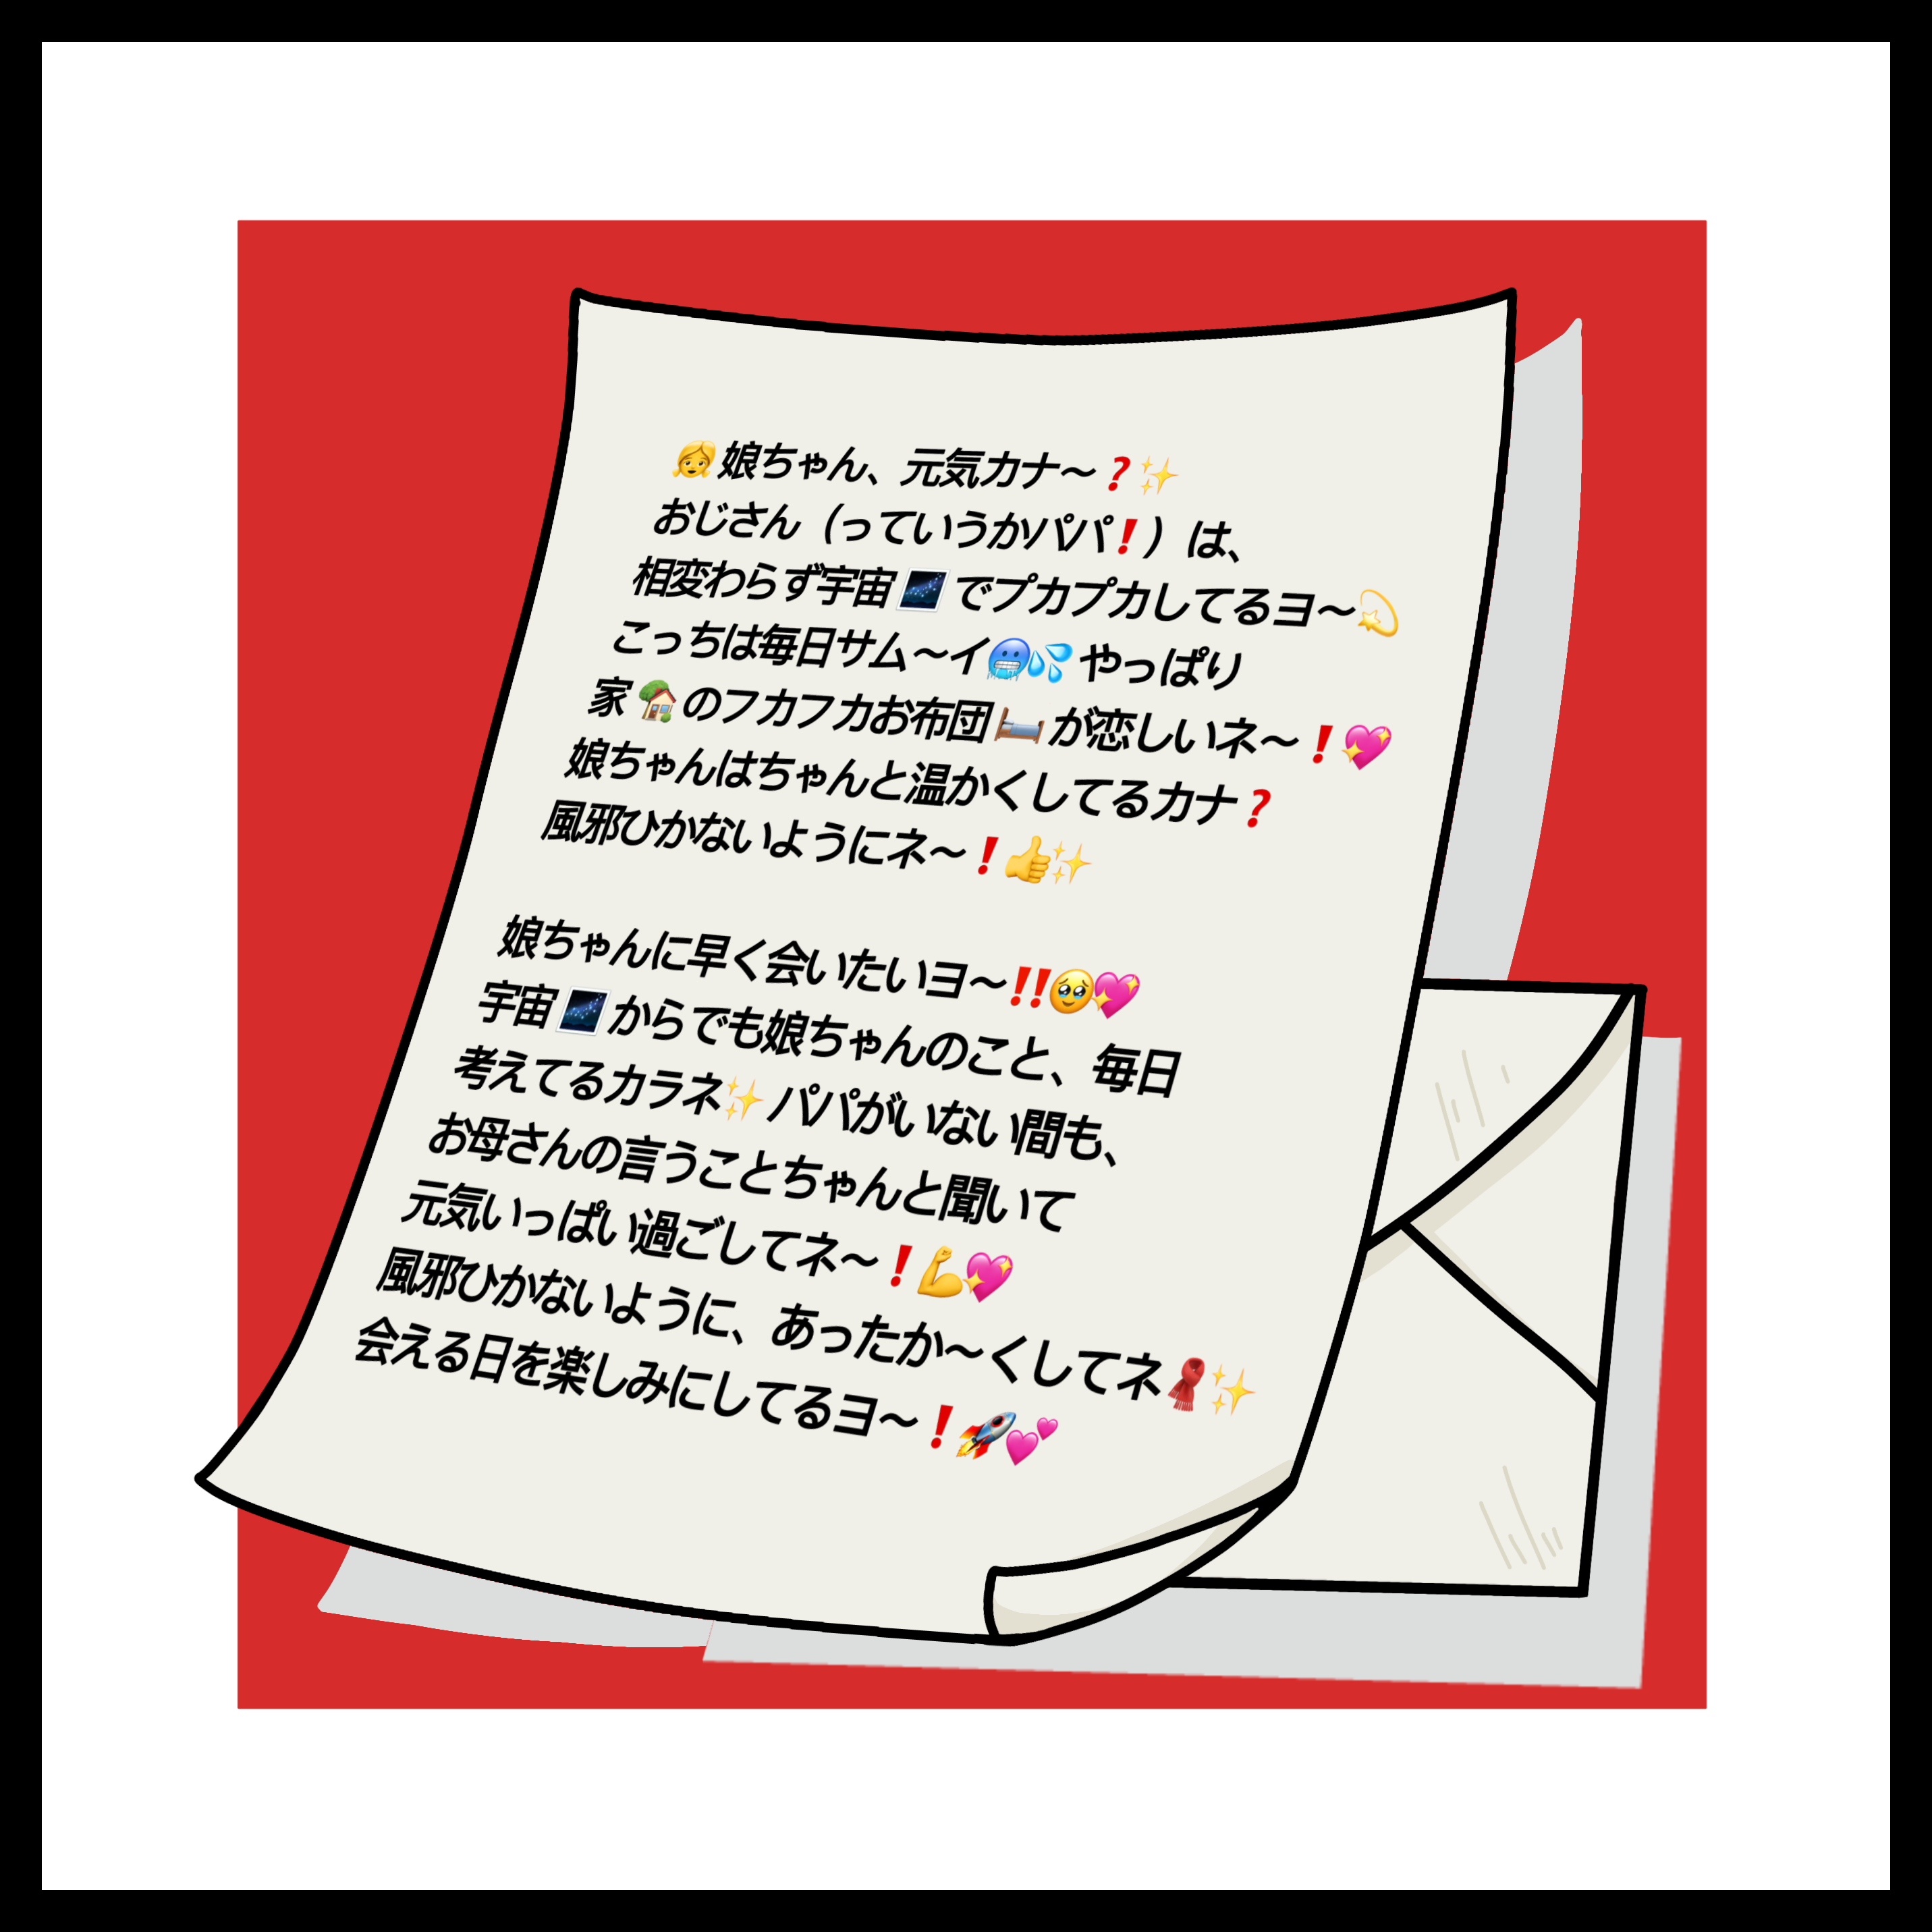 👧娘ちゃん、元気カナ〜❓✨
おじさん（っていうかパパ❗）は、
相変わらず宇宙🌌でプカプカしてるヨ〜💫
こっちは毎日サム〜イ🥶💦やっぱり
家🏡のフカフカお布団🛏️が恋しいネ〜❗💖
娘ちゃんはちゃんと温かくしてるカナ❓
風邪ひかないようにネ〜❗👍✨
娘ちゃんに早く会いたいヨ〜‼️🥹💖
宇宙🌌からでも娘ちゃんのこと、毎日
考えてるカラネ✨パパがいない間も、
お母さんの言うことちゃんと聞いて
元気いっぱい過ごしてネ〜❗💪💖
風邪ひかないように、あったか〜くしてネ🧣✨
会える日を楽しみにしてるヨ〜❗🚀💕